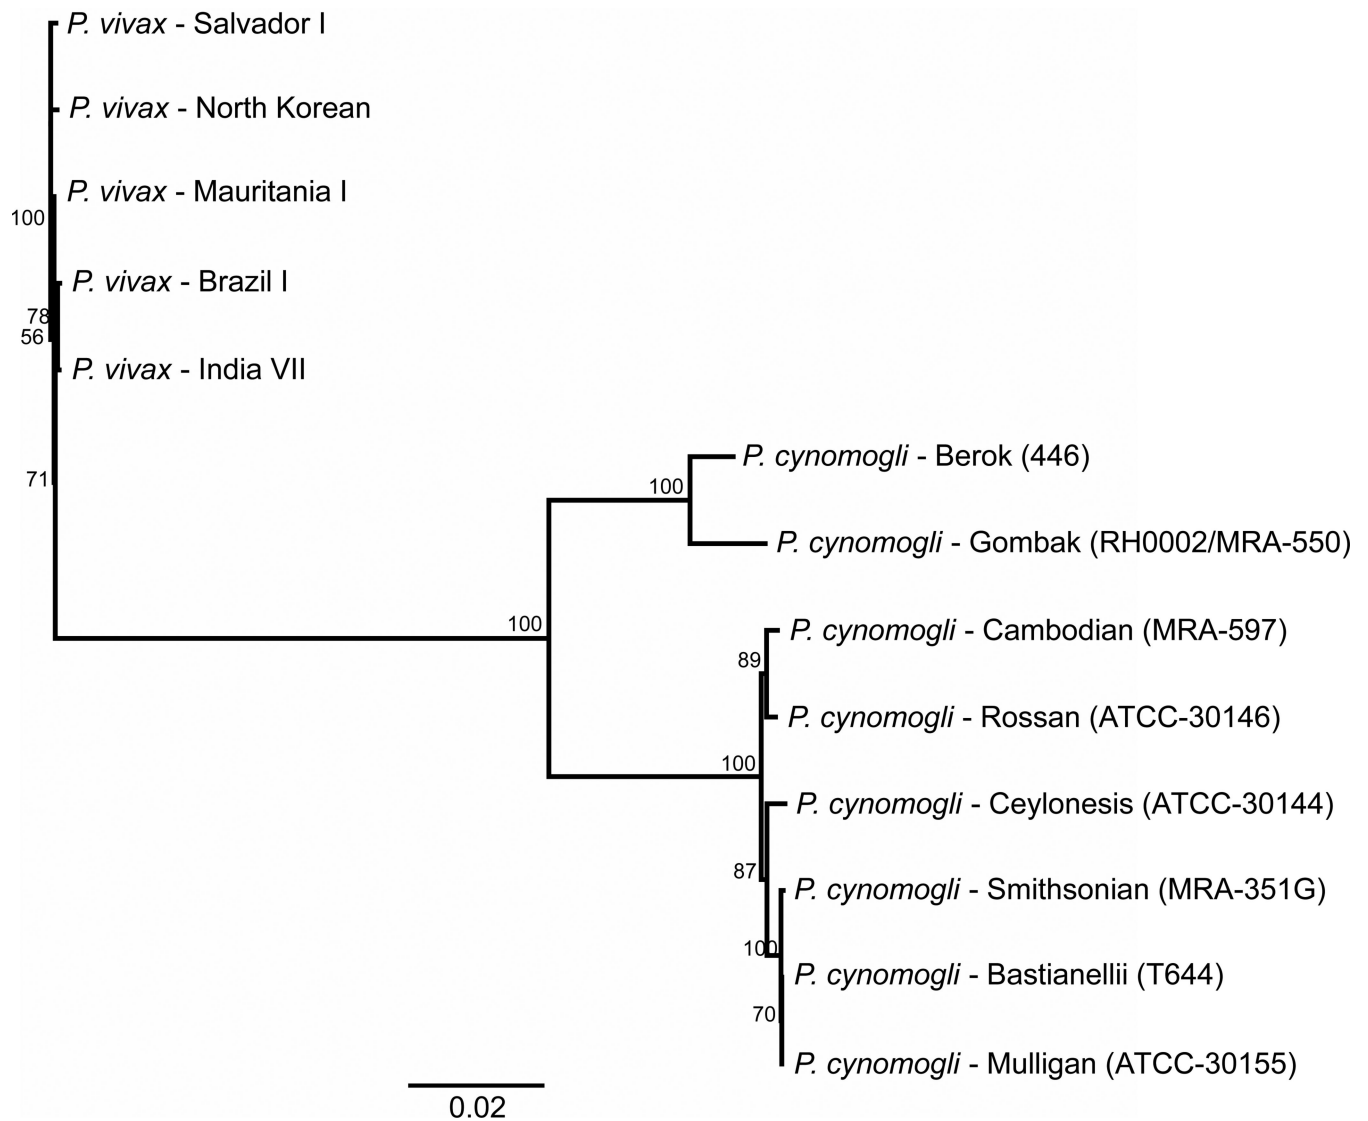 P. vivax - Salvador I
P. vivax - North Korean
P. vivax - Mauritania I
100
P. vivax - Brazil I
78
56
P. vivax - India VII
P. cynomogli - Berok (446)
71
100
P. cynomogli - Gombak (RH0002/MRA-550)
100
P. cynomogli - Cambodian (MRA-597)
89
P. cynomogli - Rossan (ATCC-30146)
100
P. cynomogli - Ceylonesis (ATCC-30144)
87
P. cynomogli - Smithsonian (MRA-351G)
100
P. cynomogli - Bastianellii (T644)
70
P. cynomogli - Mulligan (ATCC-30155)
0.02